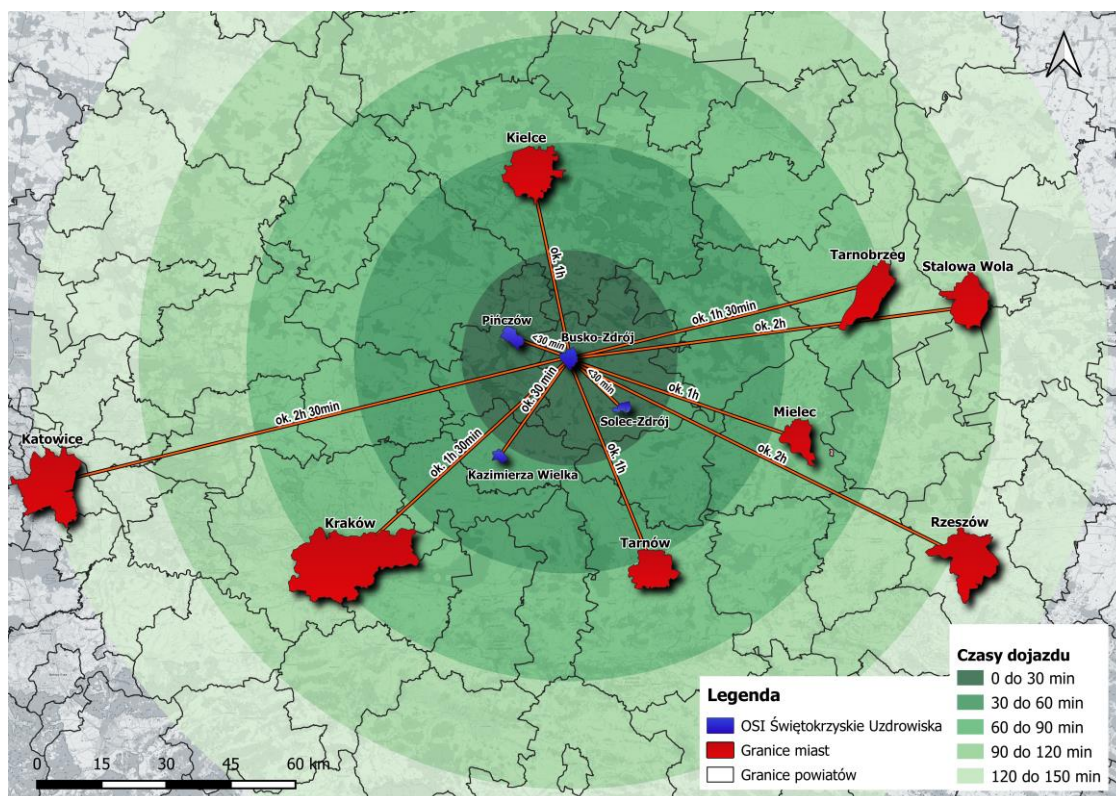 Kielce
ok. 1h
Tarnobrzeg
Stalowa Wola
ok. 1h 30min
ok. 2h
Pińczów
<30 min
Busko-Zdrój
ok. 30 min
<30 min
Solec-Zdrój
ok. 1h
Mielec
ok. 2h
ok. 2h 30min
Katowice
ok. 1h 30min
Kazimierza Wielka
ok. 1h
Kraków
Tarnów
Rzeszów
Legenda
OSI Świętokrzyskie Uzdrowiska
Granice miast
Granice powiatów
Czasy dojazdu
0 do 30 min
30 do 60 min
60 do 90 min
90 do 120 min
120 do 150 min
0 15 30 45 60 km